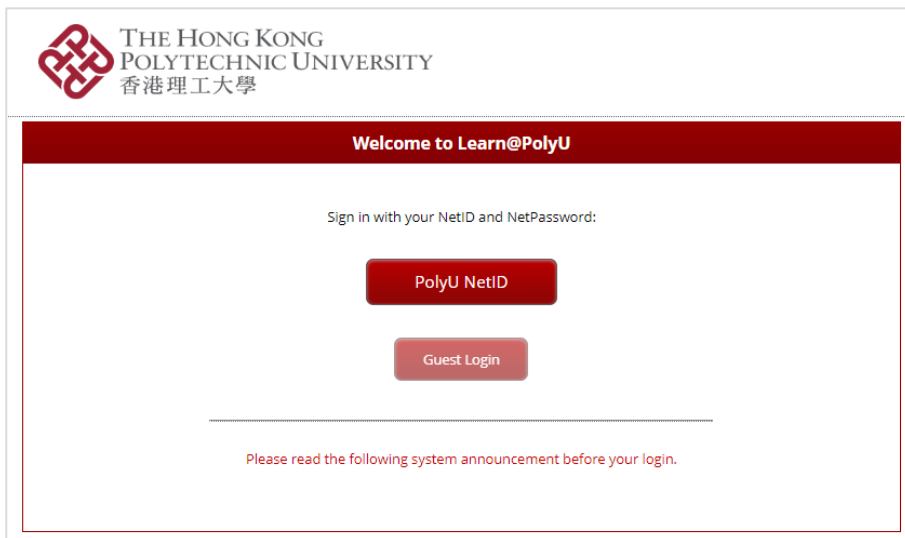 THE HONG KONG
POLYTECHNIC UNIVERSITY
香港理工大學
Welcome to Learn@PolyU
Sign in with your NetID and NetPassword:
PolyU NetID
Guest Login
Please read the following system announcement before your login.